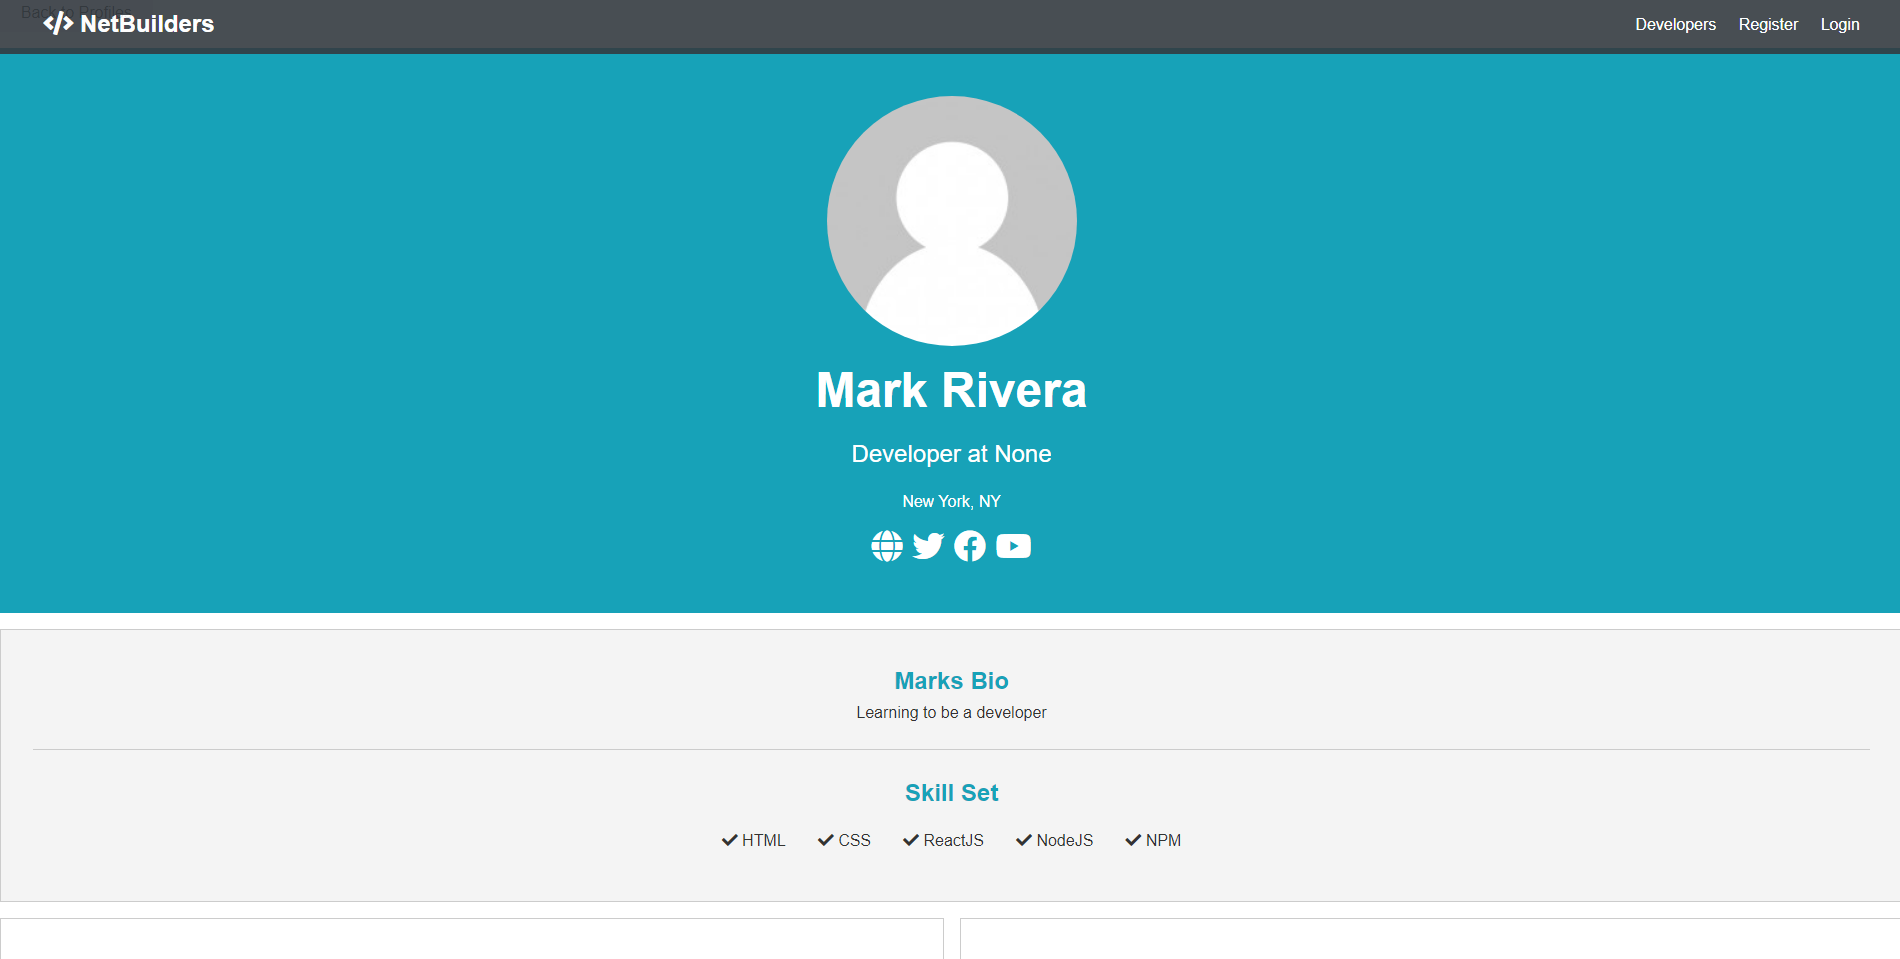 Back to Profiles
NetBuilders
Developers Register Login
Mark Rivera
Developer at None
New York, NY
Marks Bio
Learning to be a developer
Skill Set
HTML CSS ReactJS NodeJS NPM